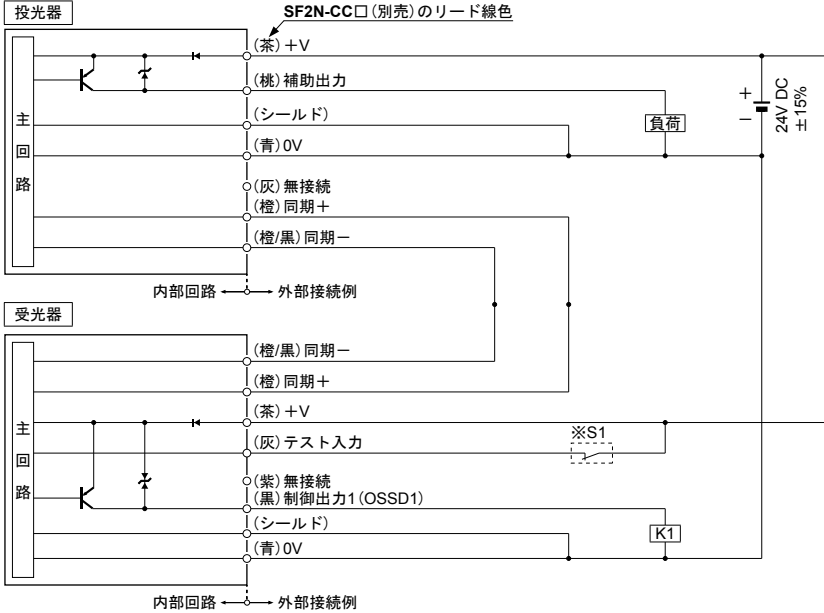 投光器
SF2N-CC□(別売)のリード線色
(茶)＋V
(桃)補助出力
(シールド)
(青)0V
(灰)無接続
(橙)同期＋
(橙/黒)同期－
主回路
負荷
＋
－
24V DC
±15%
内部回路
外部接続例
受光器
(橙/黒)同期－
(橙)同期＋
(茶)＋V
(灰)テスト入力
(紫)無接続
(黒)制御出力1(OSSD1)
(シールド)
(青)0V
主回路
※S1
K1
内部回路
外部接続例